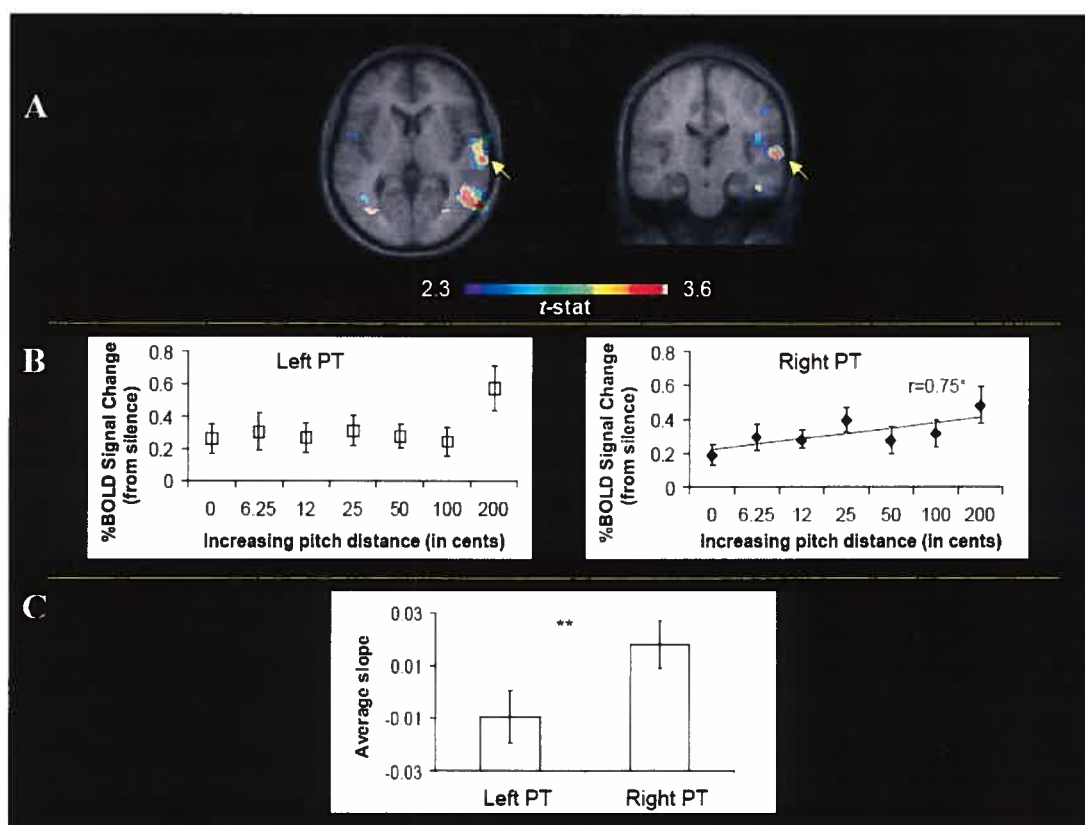 A
2.3
3.6
t-stat
B
%BOLD Signal Change
(from silence)
0.8
0.6
0.4
0.2
0
Left PT
0 6.25 12 25 50 100 200
Increasing pitch distance (in cents)
%BOLD Signal Change
(from silence)
0.8
0.6
0.4
0.2
0
Right PT
r=0.75*
0 6.25 12 25 50 100 200
Increasing pitch distance (in cents)
C
Average slope
0.03
0.01
-0.01
-0.03
**
Left PT Right PT